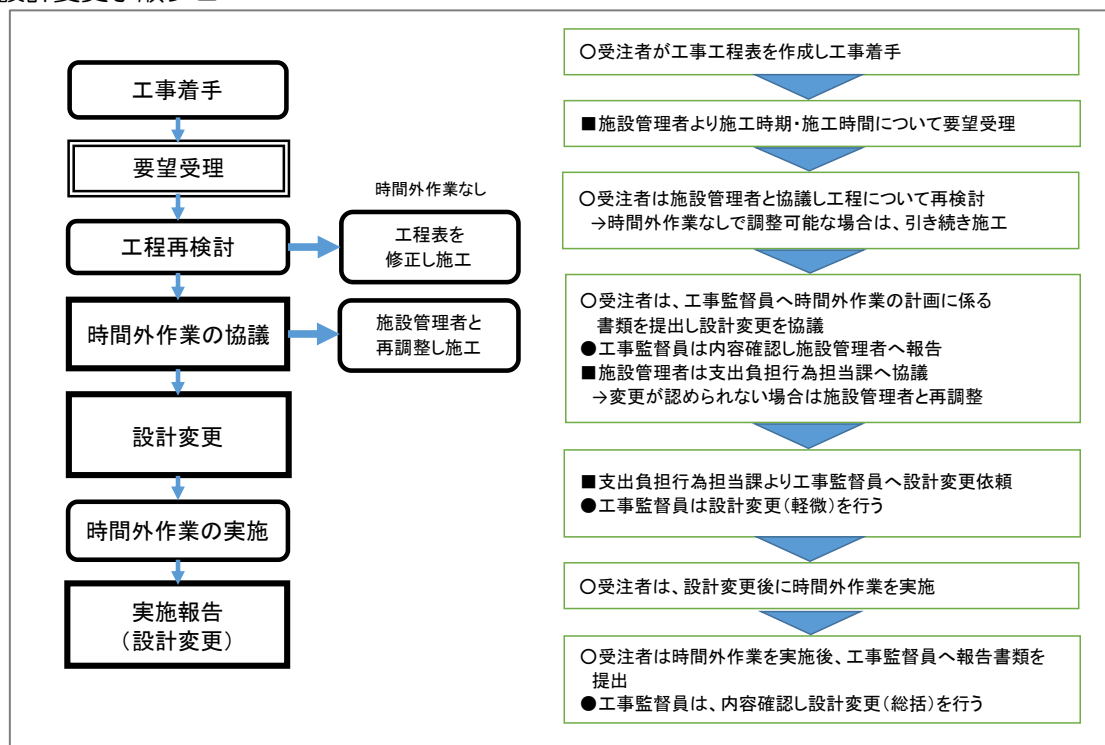 工事着手
要望受理
時間外作業なし
工程再検討
工程表を
修正し施工
時間外作業の協議
施設管理者と
再調整し施工
設計変更
時間外作業の実施
実施報告
（設計変更）
○受注者が工事工程表を作成し工事着手
■施設管理者より施工時期・施工時間について要望受理
○受注者は施設管理者と協議し工程について再検討
→時間外作業なしで調整可能な場合は、引き続き施工
○受注者は、工事監督員へ時間外作業の計画に係る
書類を提出し設計変更を協議
●工事監督員は内容確認し施設管理者へ報告
■施設管理者は支出負担行為担当課へ協議
→変更が認められない場合は施設管理者と再調整
■支出負担行為担当課より工事監督員へ設計変更依頼
●工事監督員は設計変更（軽微）を行う
○受注者は、設計変更後に時間外作業を実施
○受注者は時間外作業を実施後、工事監督員へ報告書類を
提出
●工事監督員は、内容確認し設計変更（総括）を行う